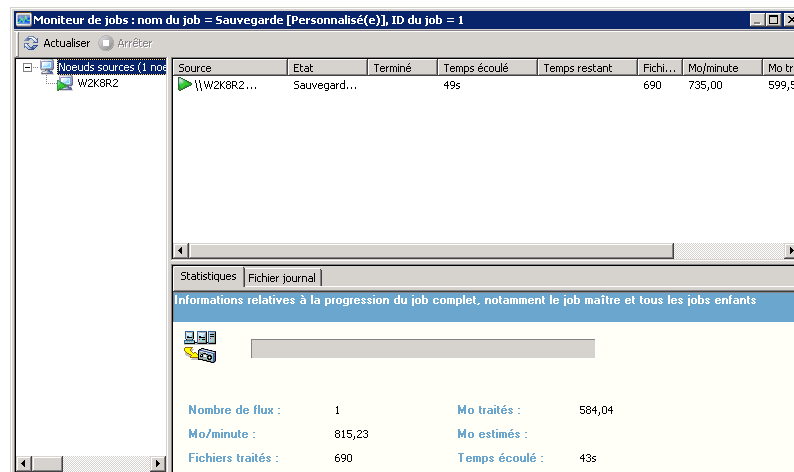 Moniteur de jobs : nom du job = Sauvegarde [Personnalisé(e)], ID du job = 1
Actualiser Arrêter
Noeuds sources (1 noe
W2K8R2
Source Etat Terminé Temps écoulé Temps restant Fichi... Mo/minute Mo tr
\\W2K8R2... Sauvegard... 49s 690 735,00 599,5
Statistiques Fichier journal
Informations relatives à la progression du job complet, notamment le job maître et tous les jobs enfants
Nombre de flux : 1 Mo traités : 584,04
Mo/minute : 815,23 Mo estimés :
Fichiers traités : 690 Temps écoulé : 43s